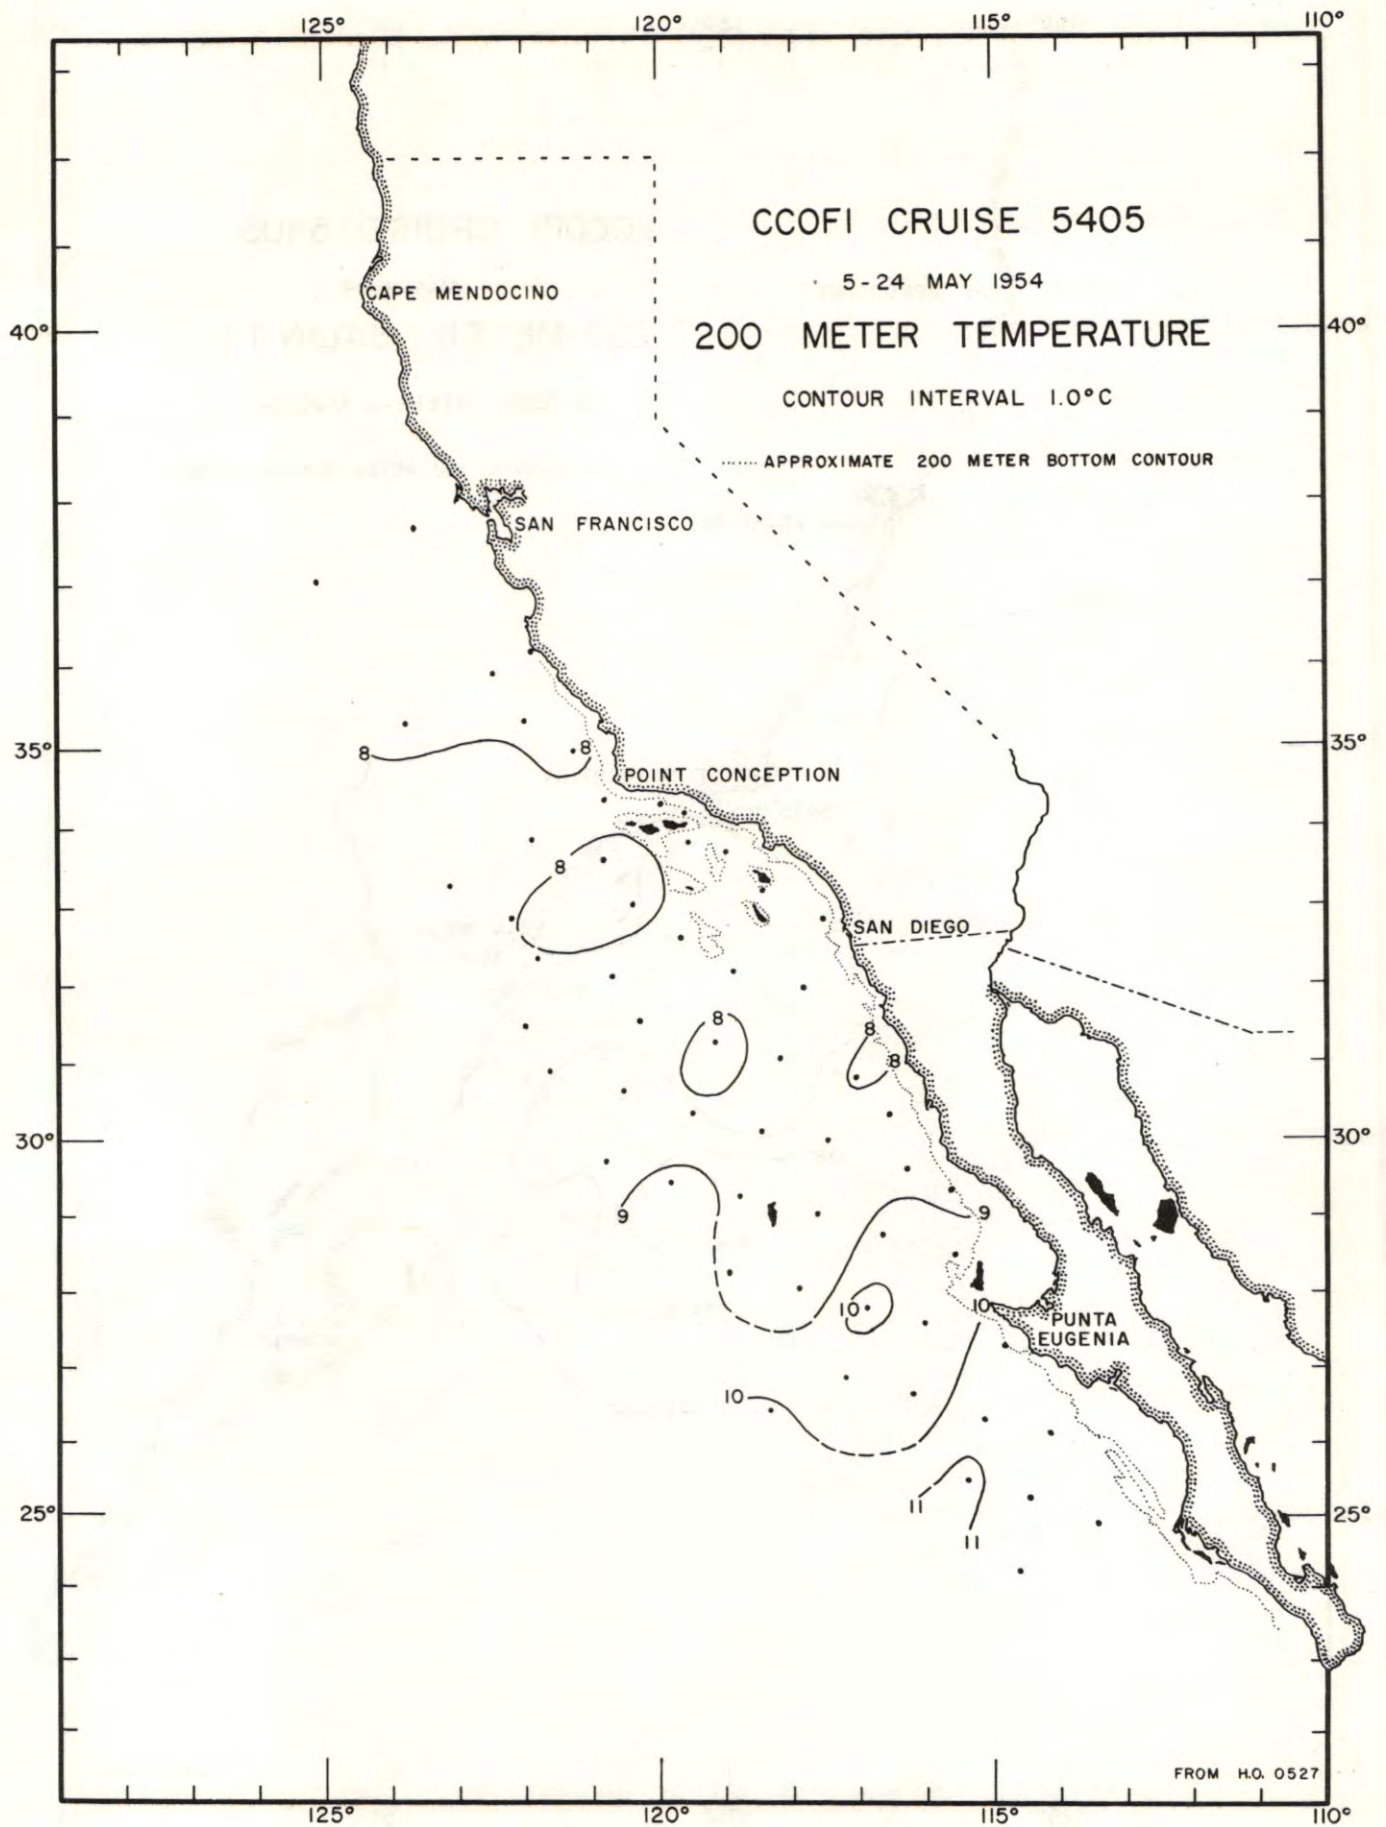 125° 120° 115° 110°
CCOFI CRUISE 5405
5-24 MAY 1954
CAPE MENDOCINO
40° 200 METER TEMPERATURE 40°
CONTOUR INTERVAL 1.0°C
APPROXIMATE 200 METER BOTTOM CONTOUR
SAN FRANCISCO
35° 8 8 35°
POINT CONCEPTION
8
SAN DIEGO
8 8
8
30° 30°
9 9
10 10
PUNTA
EUGENIA
10
25° 11 25°
11
FROM H.O. 0527
125° 120° 115° 110°